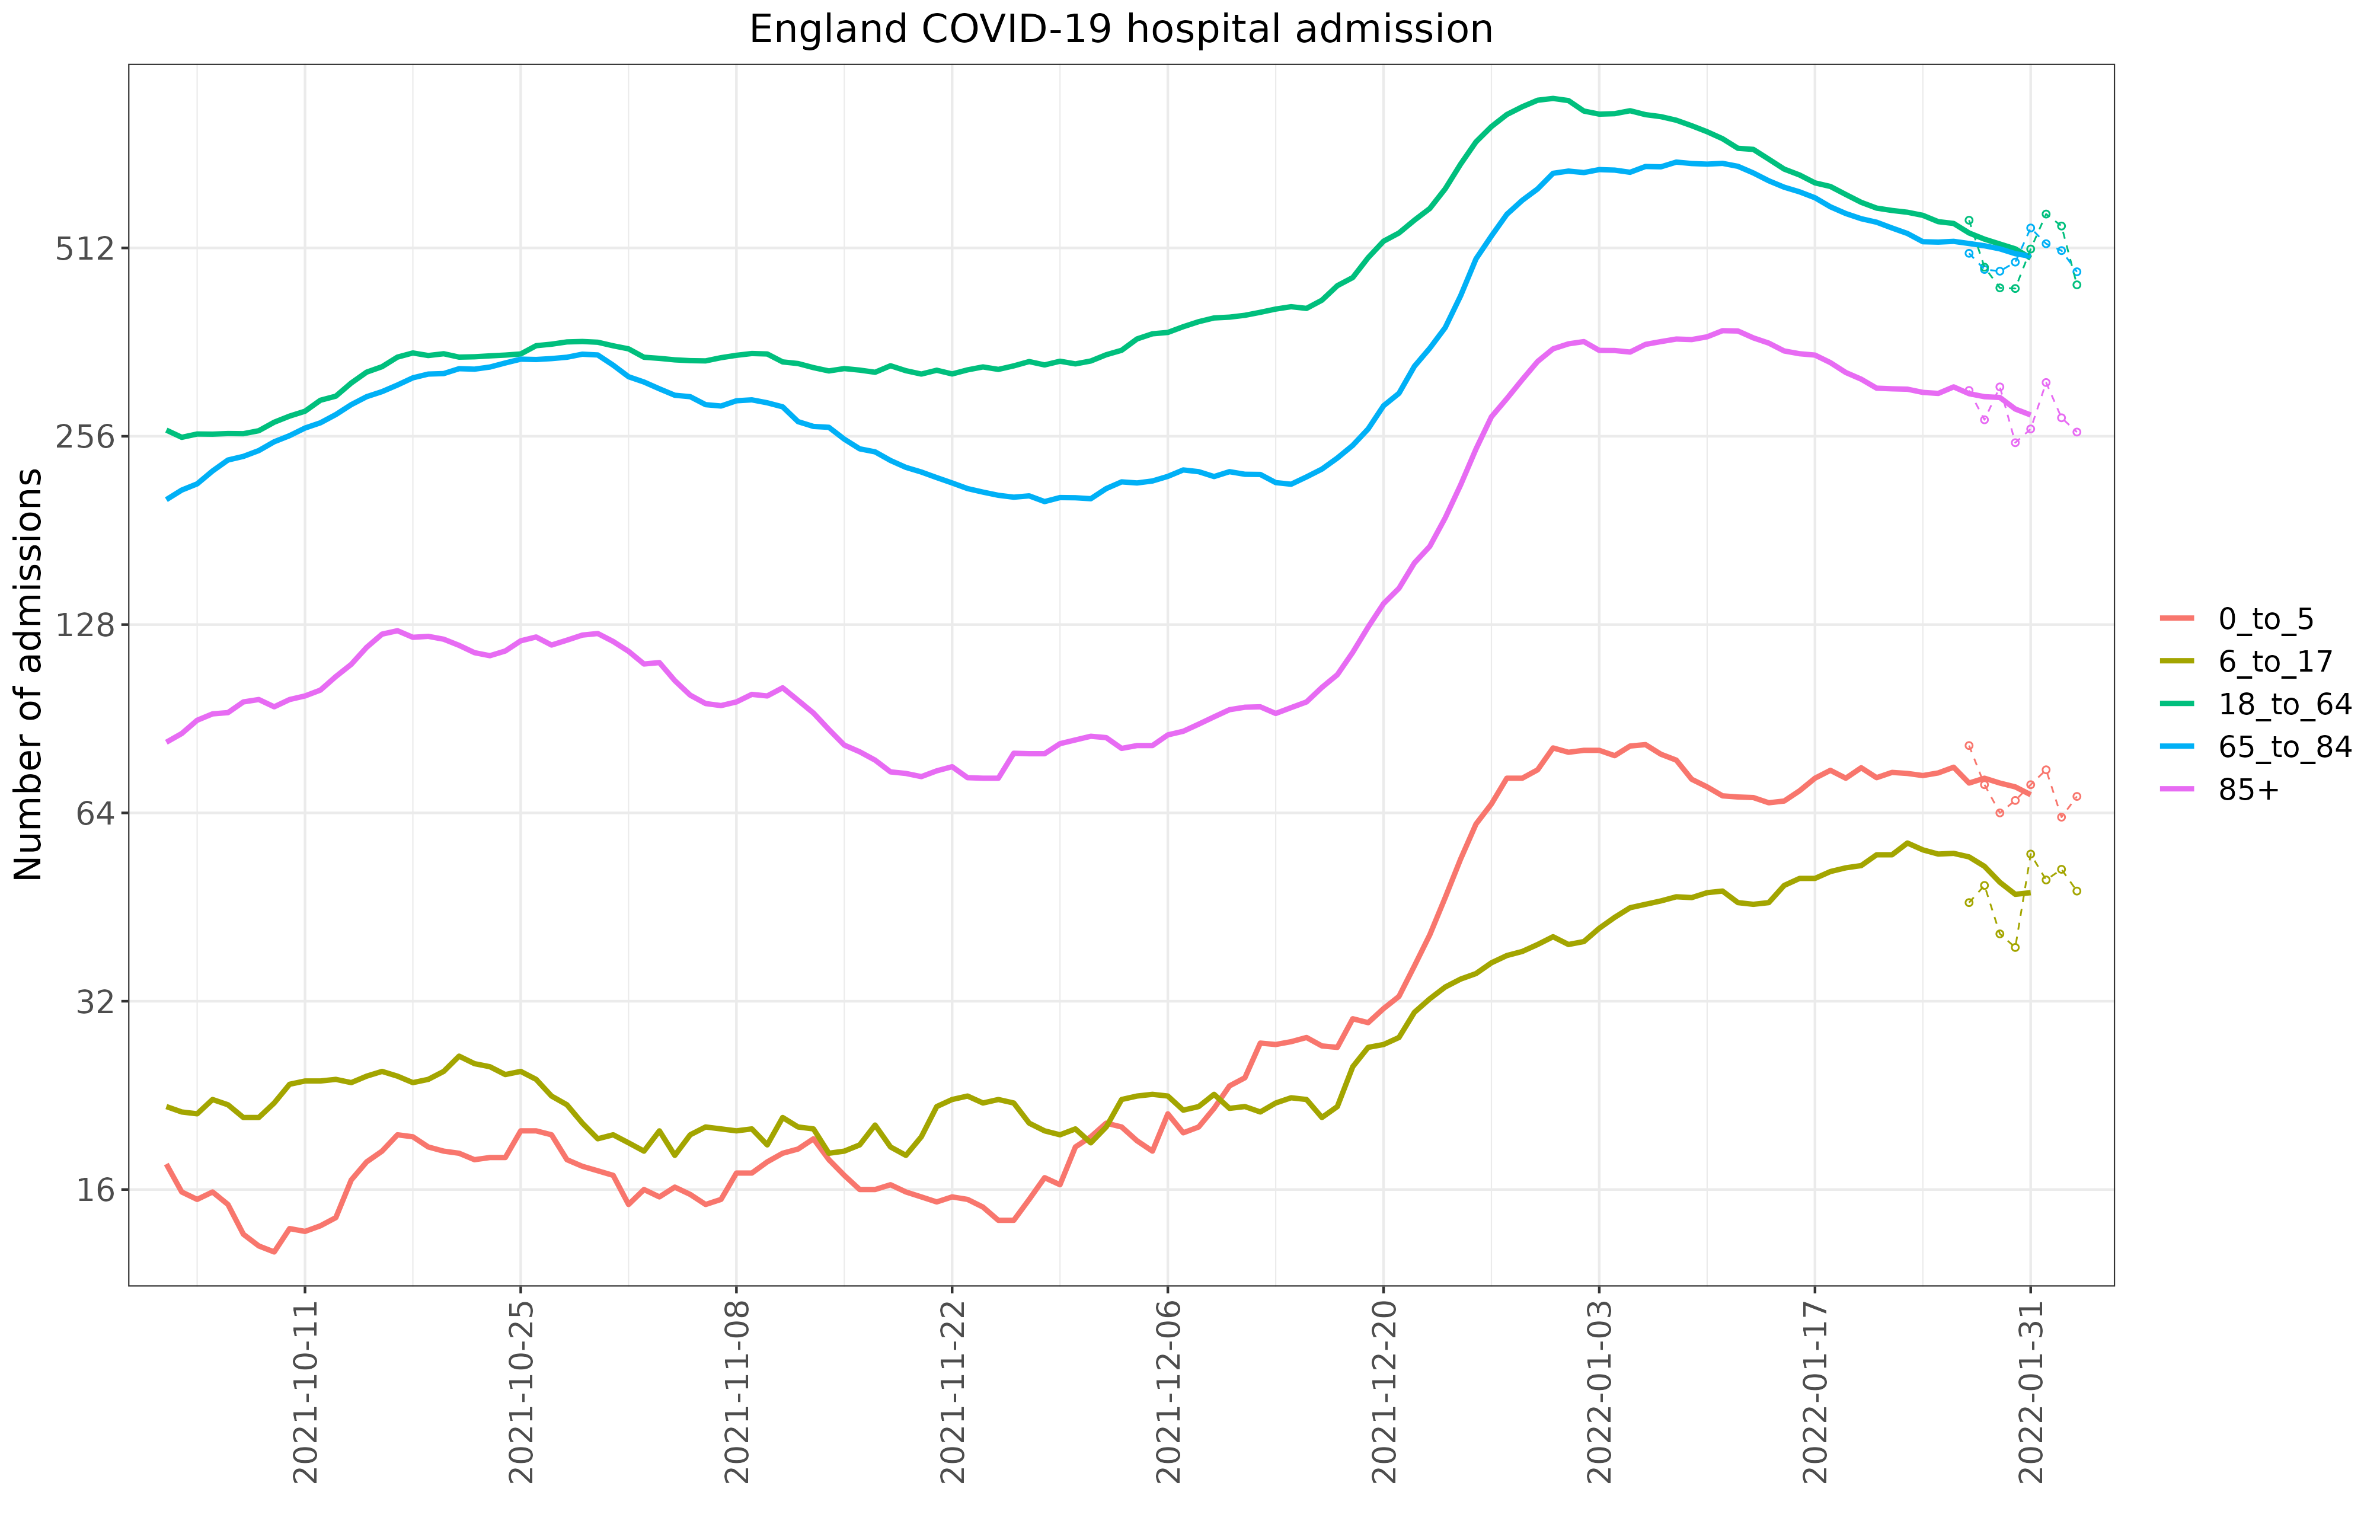 England COVID-19 hospital admission
Number of admissions
512
256
128
64
32
16
2021-10-11
2021-10-25
2021-11-08
2021-11-22
2021-12-06
2021-12-20
2022-01-03
2022-01-17
2022-01-31
0_to_5
6_to_17
18_to_64
65_to_84
85+